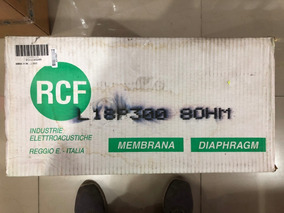 RCF
L18P300 8OHM
INDUSTRIE
ELETTROACUSTICHE
REGGIO E. - ITALIA
MEMBRANA
DIAPHRAGM